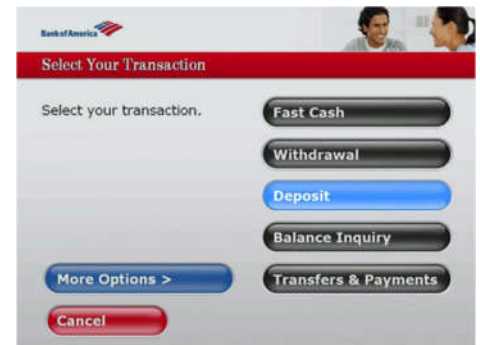 Bank of America
Select Your Transaction
Select your transaction.
Fast Cash
Withdrawal
Deposit
Balance Inquiry
More Options >
Transfers & Payments
Cancel